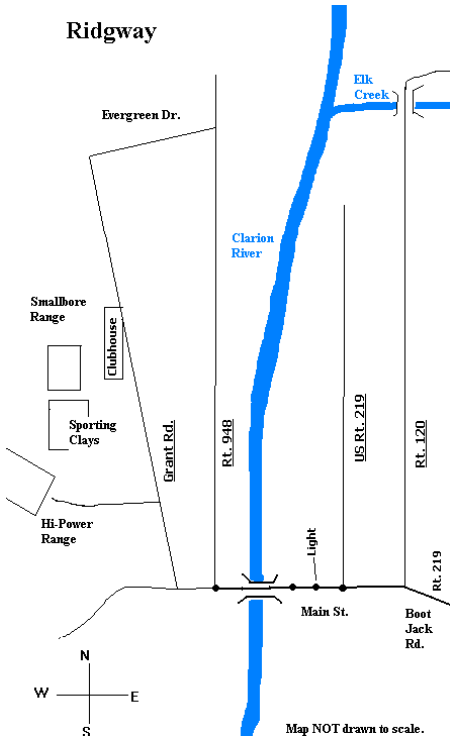 Ridgway
Elk
Creek
Evergreen Dr.
Clarion
River
Smallbore
Range
Clubhouse
Sporting
Clays
Grant Rd.
Rt. 948
US Rt. 219
Rt. 120
Hi-Power
Range
Light
Rt. 219
Main St.
Boot
Jack
Rd.
N
W
E
S
Map NOT drawn to scale.